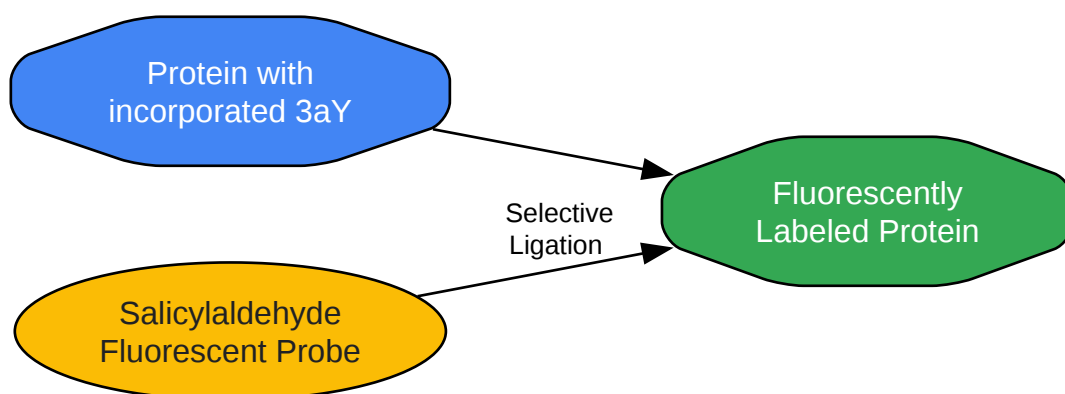 Protein with
incorporated 3aY
Selective
Ligation
Fluorescently
Labeled Protein
Salicylaldehyde
Fluorescent Probe